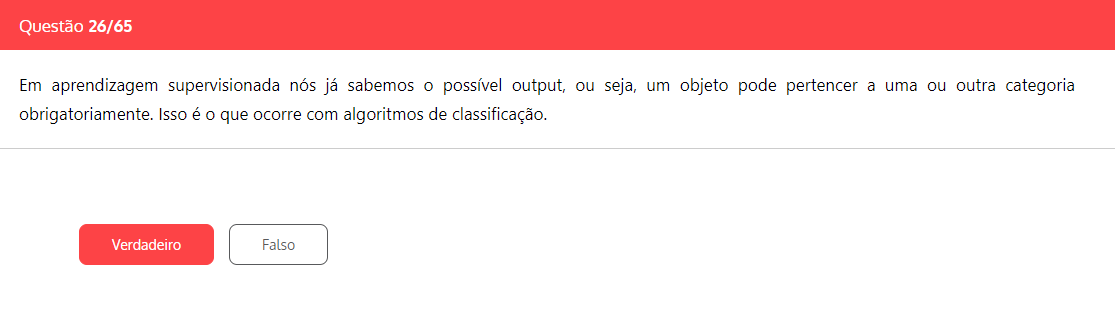 Questão 26/65
Em aprendizagem supervisionada nós já sabemos o possível output, ou seja, um objeto pode pertencer a uma ou outra categoria
obrigatoriamente. Isso é o que ocorre com algoritmos de classificação.
Verdadeiro
Falso